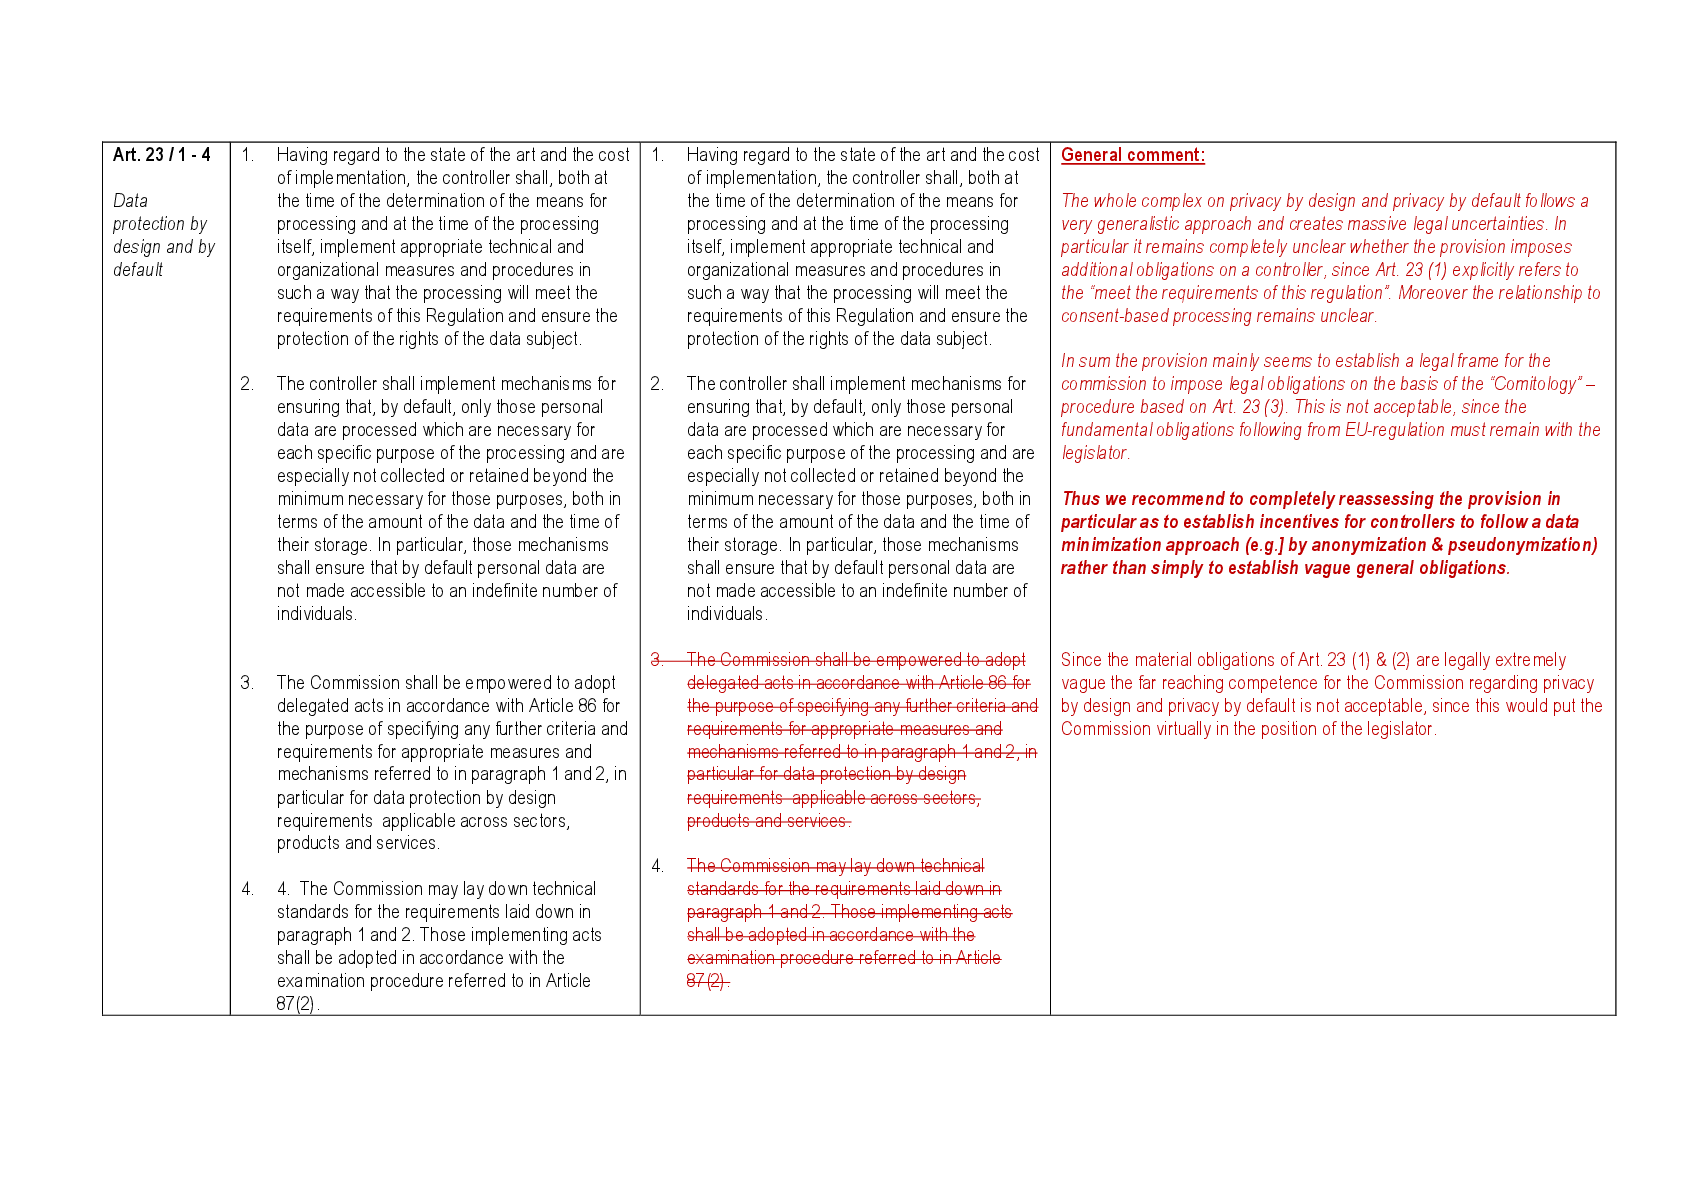 Art. 23 / 1 - 4
Data
protection by
design and by
default
1. Having regard to the state of the art and the cost
of implementation, the controller shall, both at
the time of the determination of the means for
processing and at the time of the processing
itself, implement appropriate technical and
organizational measures and procedures in
such a way that the processing will meet the
requirements of this Regulation and ensure the
protection of the rights of the data subject.
2. The controller shall implement mechanisms for
ensuring that, by default, only those personal
data are processed which are necessary for
each specific purpose of the processing and are
especially not collected or retained beyond the
minimum necessary for those purposes, both in
terms of the amount of the data and the time of
their storage. In particular, those mechanisms
shall ensure that by default personal data are
not made accessible to an indefinite number of
individuals.
3. The Commission shall be empowered to adopt
delegated acts in accordance with Article 86 for
the purpose of specifying any further criteria and
requirements for appropriate measures and
mechanisms referred to in paragraph 1 and 2, in
particular for data protection by design
requirements  applicable across sectors,
products and services.
4. 4.  The Commission may lay down technical
standards for the requirements laid down in
paragraph 1 and 2. Those implementing acts
shall be adopted in accordance with the
examination procedure referred to in Article
87(2).
1. Having regard to the state of the art and the cost
of implementation, the controller shall, both at
the time of the determination of the means for
processing and at the time of the processing
itself, implement appropriate technical and
organizational measures and procedures in
such a way that the processing will meet the
requirements of this Regulation and ensure the
protection of the rights of the data subject.
2. The controller shall implement mechanisms for
ensuring that, by default, only those personal
data are processed which are necessary for
each specific purpose of the processing and are
especially not collected or retained beyond the
minimum necessary for those purposes, both in
terms of the amount of the data and the time of
their storage. In particular, those mechanisms
shall ensure that by default personal data are
not made accessible to an indefinite number of
individuals.
3. The Commission shall be empowered to adopt
delegated acts in accordance with Article 86 for
the purpose of specifying any further criteria and
requirements for appropriate measures and
mechanisms referred to in paragraph 1 and 2, in
particular for data protection by design
requirements  applicable across sectors,
products and services.
4. The Commission may lay down technical
standards for the requirements laid down in
paragraph 1 and 2. Those implementing acts
shall be adopted in accordance with the
examination procedure referred to in Article
87(2).
General comment:
The whole complex on privacy by design and privacy by default follows a
very generalistic approach and creates massive legal uncertainties. In
particular it remains completely unclear whether the provision imposes
additional obligations on a controller, since Art. 23 (1) explicitly refers to
the “meet the requirements of this regulation”. Moreover the relationship to
consent-based processing remains unclear.
In sum the provision mainly seems to establish a legal frame for the
commission to impose legal obligations on the basis of the “Comitology” –
procedure based on Art. 23 (3). This is not acceptable, since the
fundamental obligations following from EU-regulation must remain with the
legislator.
Thus we recommend to completely reassessing the provision in
particular as to establish incentives for controllers to follow a data
minimization approach (e.g.] by anonymization & pseudonymization)
rather than simply to establish vague general obligations.
Since the material obligations of Art. 23 (1) & (2) are legally extremely
vague the far reaching competence for the Commission regarding privacy
by design and privacy by default is not acceptable, since this would put the
Commission virtually in the position of the legislator.